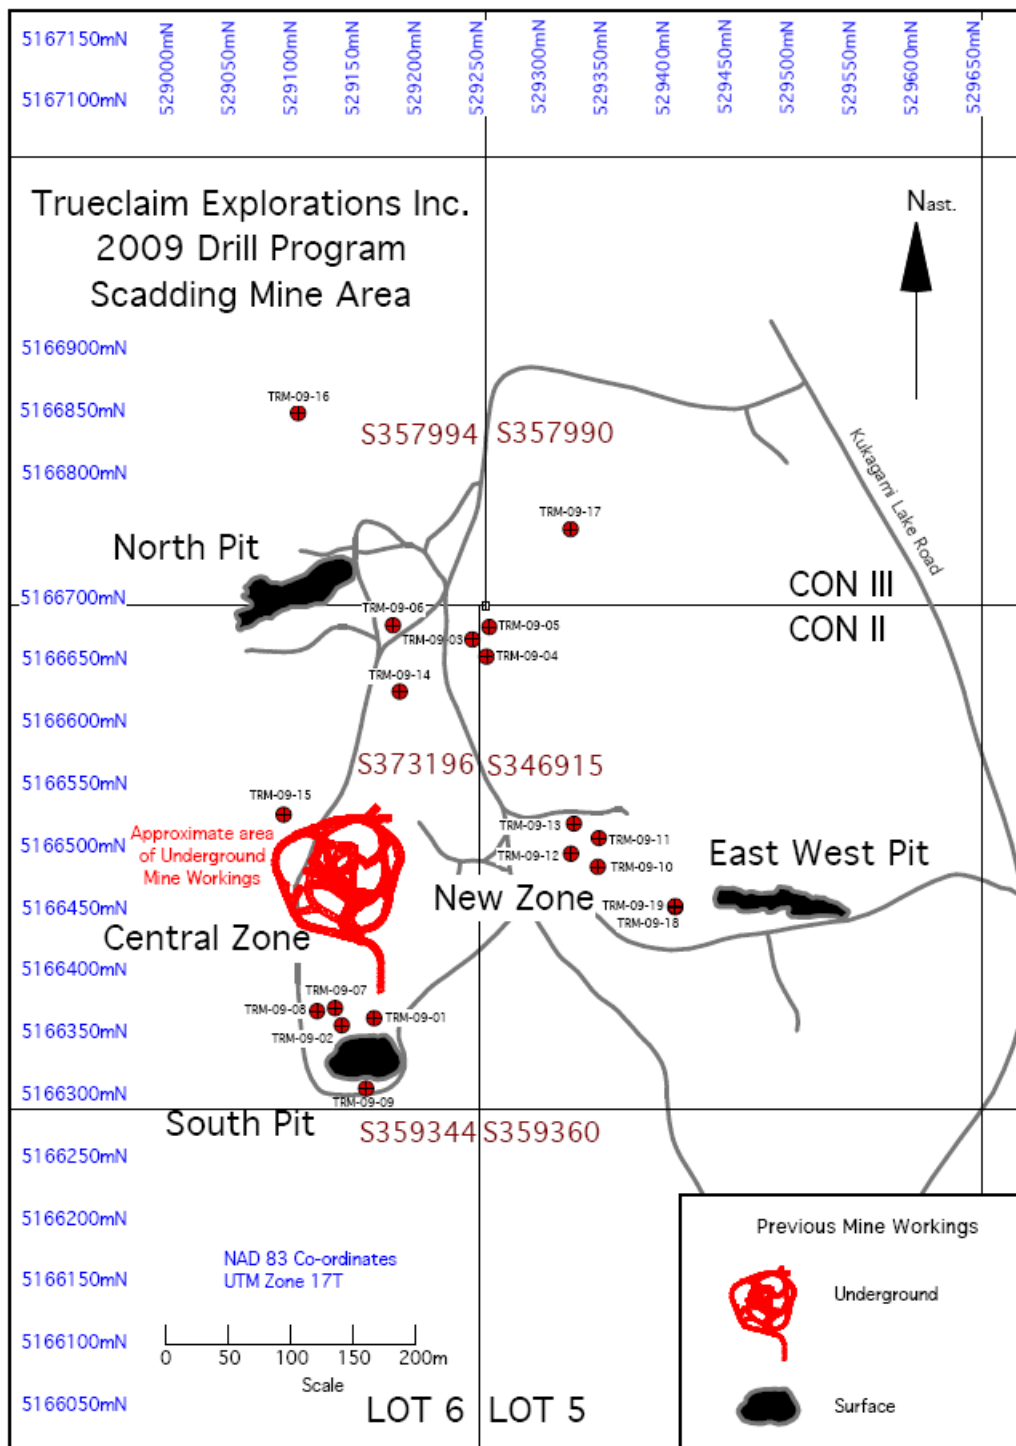 5167150mN
5167100mN
529000mN
529050mN
529100mN
529150mN
529200mN
529250mN
529300mN
529350mN
529400mN
529450mN
529500mN
529550mN
529600mN
529650mN
Trueclaim Explorations Inc.
2009 Drill Program
Scadding Mine Area
Nast.
5166900mN
5166850mN
5166800mN
5166700mN
5166650mN
5166600mN
5166550mN
5166500mN
5166450mN
5166400mN
5166350mN
5166300mN
5166250mN
5166200mN
5166150mN
5166100mN
5166050mN
TRM-09-16
S357994
S357990
Kukagami Lake Road
TRM-09-17
North Pit
CON III
CON II
TRM-09-06
TRM-09-03
TRM-09-05
TRM-09-04
TRM-09-14
S373196
S346915
TRM-09-15
Approximate area
of Underground
Mine Workings
TRM-09-13
TRM-09-11
TRM-09-12
TRM-09-10
East West Pit
New Zone
TRM-09-19
TRM-09-18
Central Zone
TRM-09-07
TRM-09-08
TRM-09-01
TRM-09-02
TRM-09-09
South Pit
S359344
S359360
NAD 83 Co-ordinates
UTM Zone 17T
0 50 100 150 200m
Scale
LOT 6
LOT 5
Previous Mine Workings
Underground
Surface